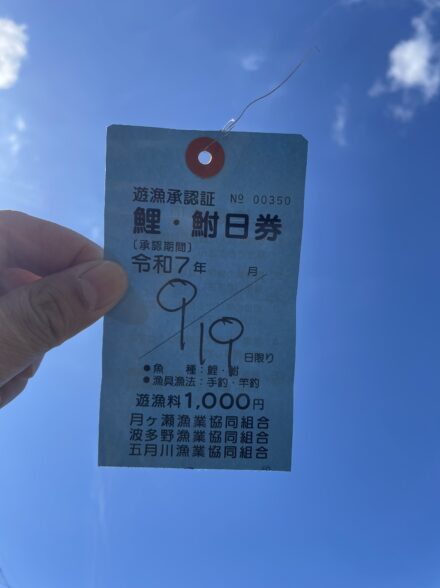 遊漁承認証 № 00350
鯉・鮒日券
〔承認期間〕
令和7年 月
9
19
日限り
●魚 種：鯉・鮒
●漁具漁法：手釣・竿釣
遊漁料1,000円
月ヶ瀬漁業協同組合
波多野漁業協同組合
五月川漁業協同組合